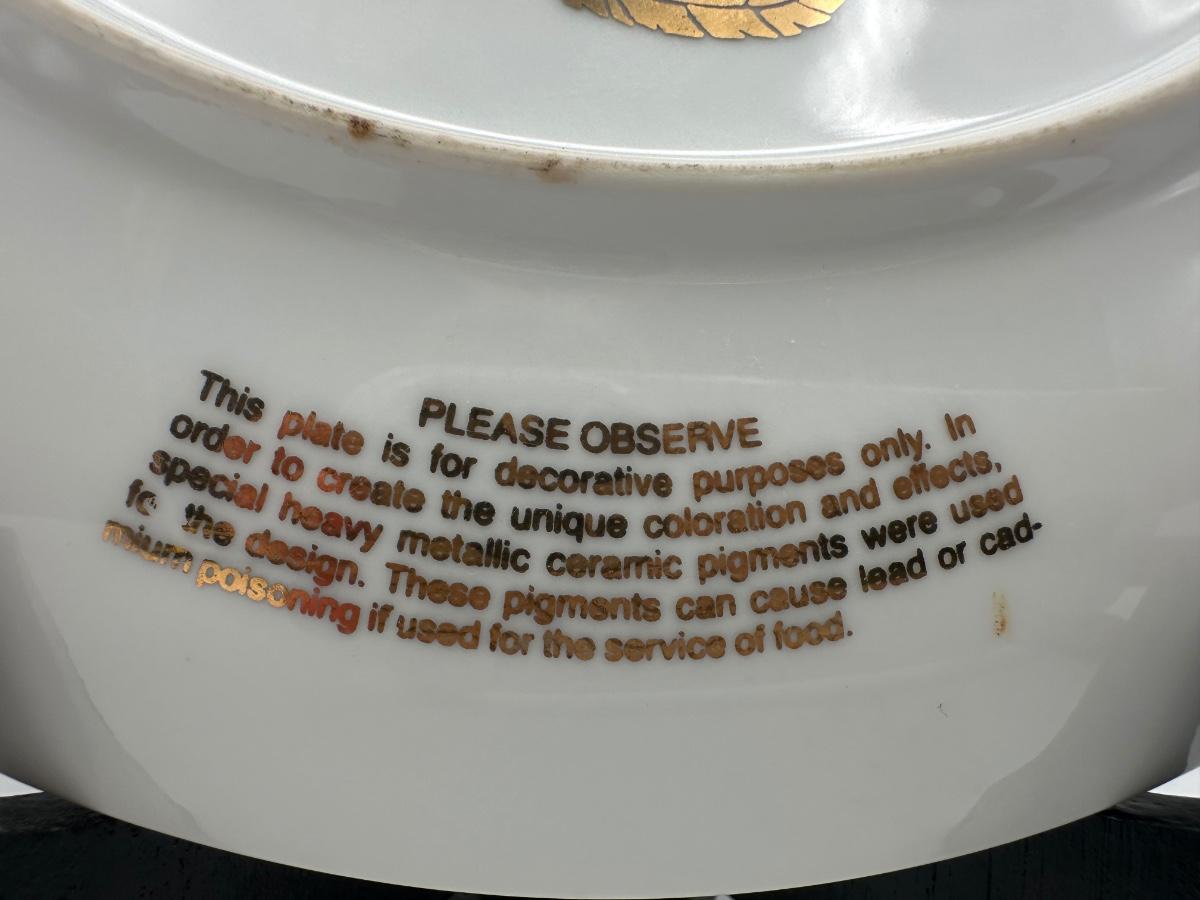 PLEASE OBSERVE
This plate is for decorative purposes only. In
order to create the unique coloration and effects,
special heavy metallic ceramic pigments were used
the design. These pigments can cause lead or cad-
mium poisoning if used for the service of food.